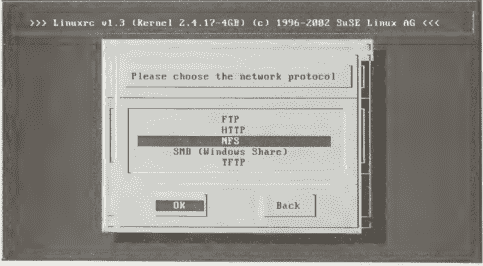 >>> Linuxrc v1.3 (Kernel 2.4.17-4GB) (c) 1996-2002 SuSE Linux AG <<<
Please choose the network protocol
FTP
HTTP
NFS
SMB (Windows Share)
TFTP
OK
Back